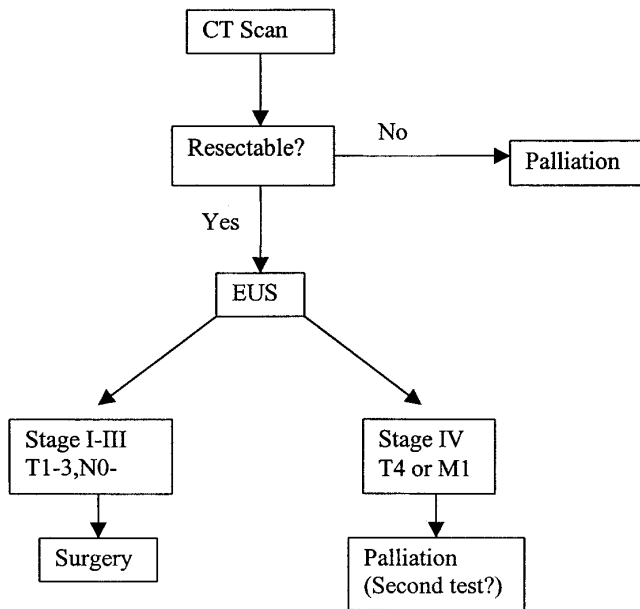 CT Scan
Resectable?
No
Palliation
Yes
EUS
Stage I-III
T1-3,N0-
Stage IV
T4 or M1
Surgery
Palliation
(Second test?)